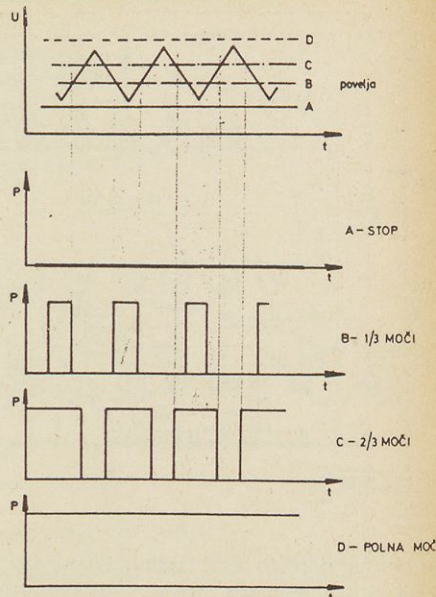 U
D
C
B
povelja
A
t
P
A – STOP
t
P
B – 1/3 MOČI
t
P
C – 2/3 MOČI
t
P
D – POLNA MOČ
t